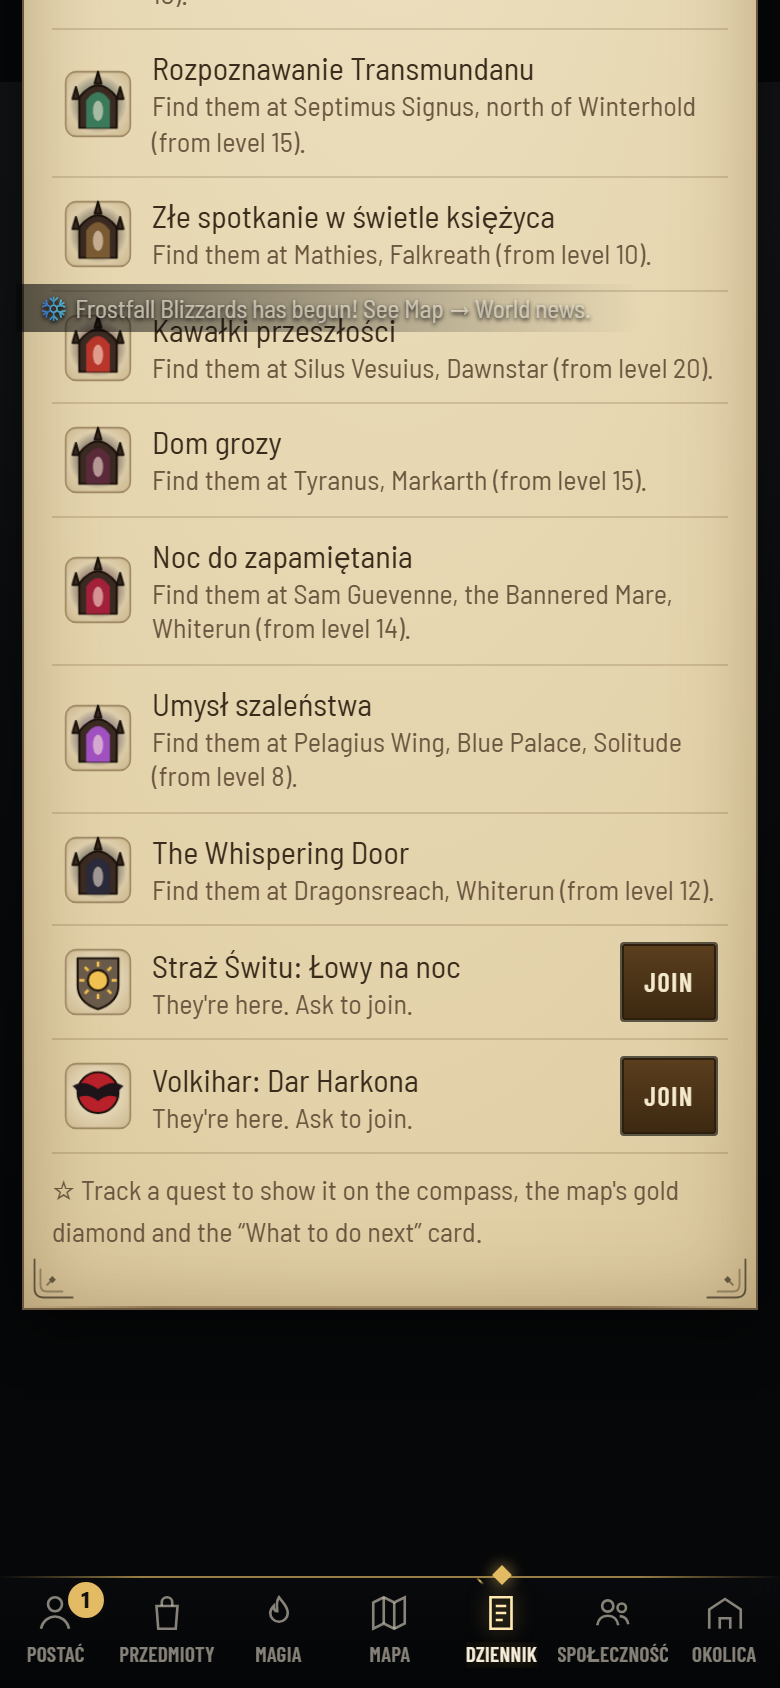 Rozpoznawanie Transmundanu
Find them at Septimus Signus, north of Winterhold
(from level 15).
Złe spotkanie w świetle księżyca
Find them at Mathies, Falkreath (from level 10).
❄ Frostfall Blizzards has begun! See Map → World news.
Kawałki przeszłości
Find them at Silus Vesuius, Dawnstar (from level 20).
Dom grozy
Find them at Tyranus, Markarth (from level 15).
Noc do zapamiętania
Find them at Sam Guevenne, the Bannered Mare,
Whiterun (from level 14).
Umysł szaleństwa
Find them at Pelagius Wing, Blue Palace, Solitude
(from level 8).
The Whispering Door
Find them at Dragonsreach, Whiterun (from level 12).
Straż Świtu: Łowy na noc
They're here. Ask to join.
JOIN
Volkihar: Dar Harkona
They're here. Ask to join.
JOIN
☆ Track a quest to show it on the compass, the map's gold
diamond and the “What to do next” card.
1
POSTAĆ PRZEDMIOTY MAGIA MAPA DZIENNIK SPOŁECZNOŚĆ OKOLICA